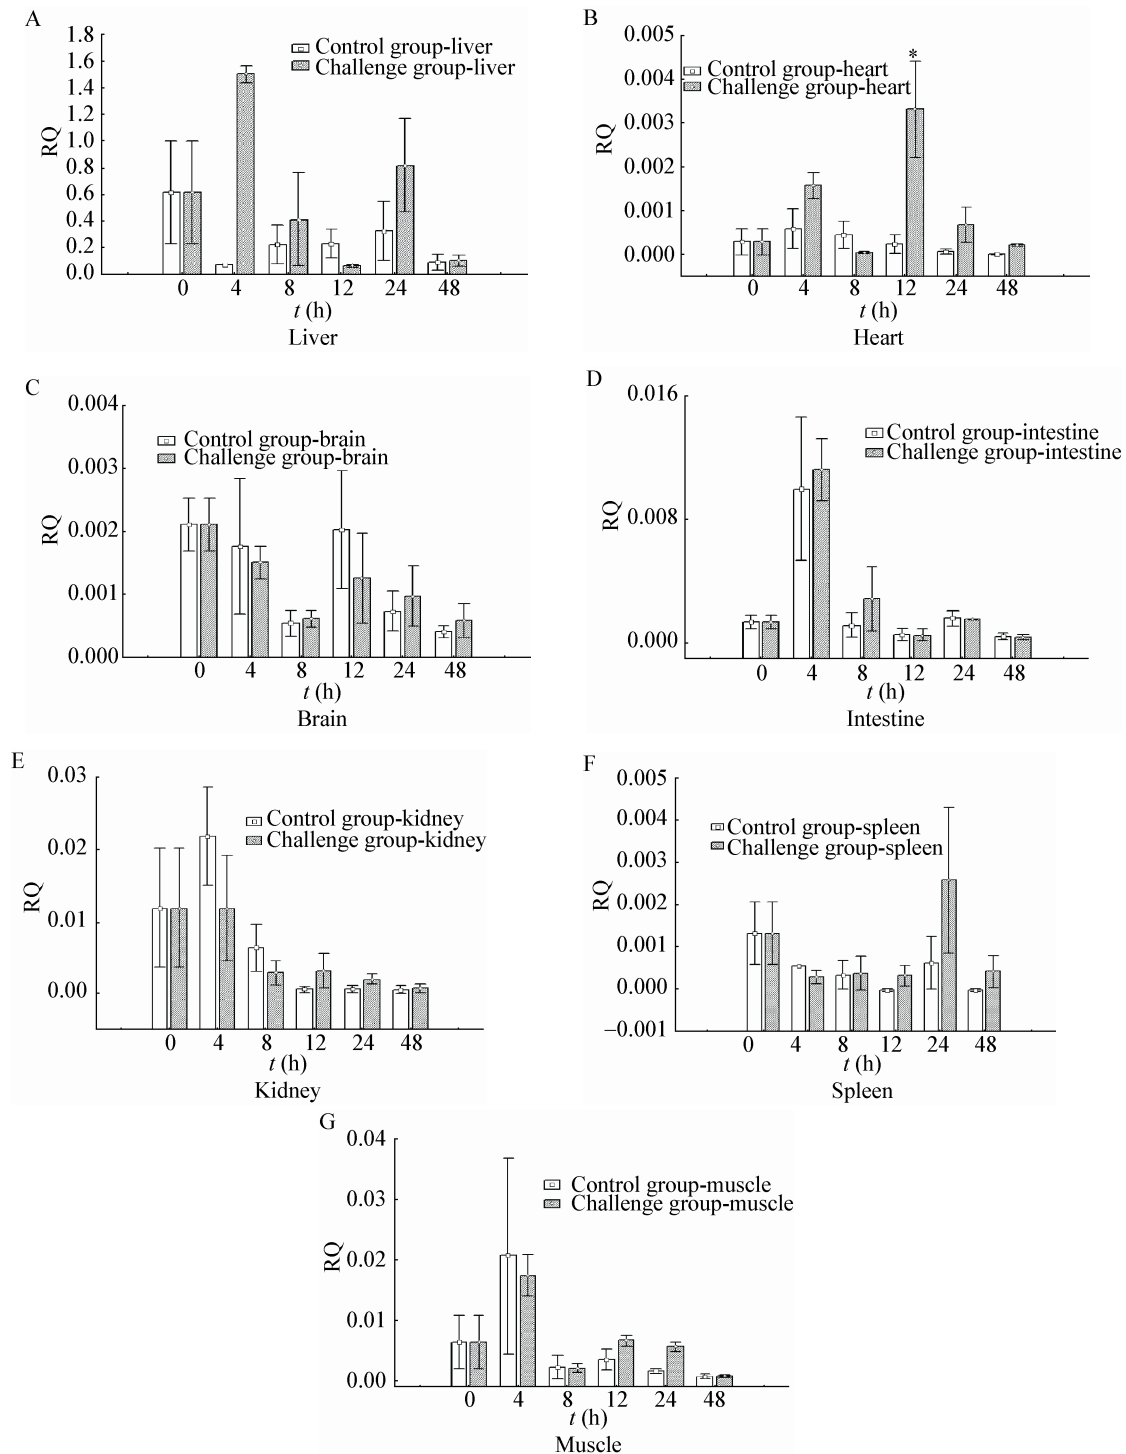 A
1.8
1.6
1.4
1.2
1.0
0.8
0.6
0.4
0.2
0.0
RQ
Control group-liver
Challenge group-liver
0 4 8 12 24 48
t (h)
Liver
B
0.005
0.004
0.003
0.002
0.001
0.000
RQ
Control group-heart
Challenge group-heart
*
0 4 8 12 24 48
t (h)
Heart
C
0.004
0.003
0.002
0.001
0.000
RQ
Control group-brain
Challenge group-brain
0 4 8 12 24 48
t (h)
Brain
D
0.016
0.008
0.000
RQ
Control group-intestine
Challenge group-intestine
0 4 8 12 24 48
t (h)
Intestine
E
0.03
0.02
0.01
0.00
RQ
Control group-kidney
Challenge group-kidney
0 4 8 12 24 48
t (h)
Kidney
F
0.005
0.004
0.003
0.002
0.001
0.000
−0.001
RQ
Control group-spleen
Challenge group-spleen
0 4 8 12 24 48
t (h)
Spleen
G
0.04
0.03
0.02
0.01
0.00
RQ
Control group-muscle
Challenge group-muscle
0 4 8 12 24 48
t (h)
Muscle